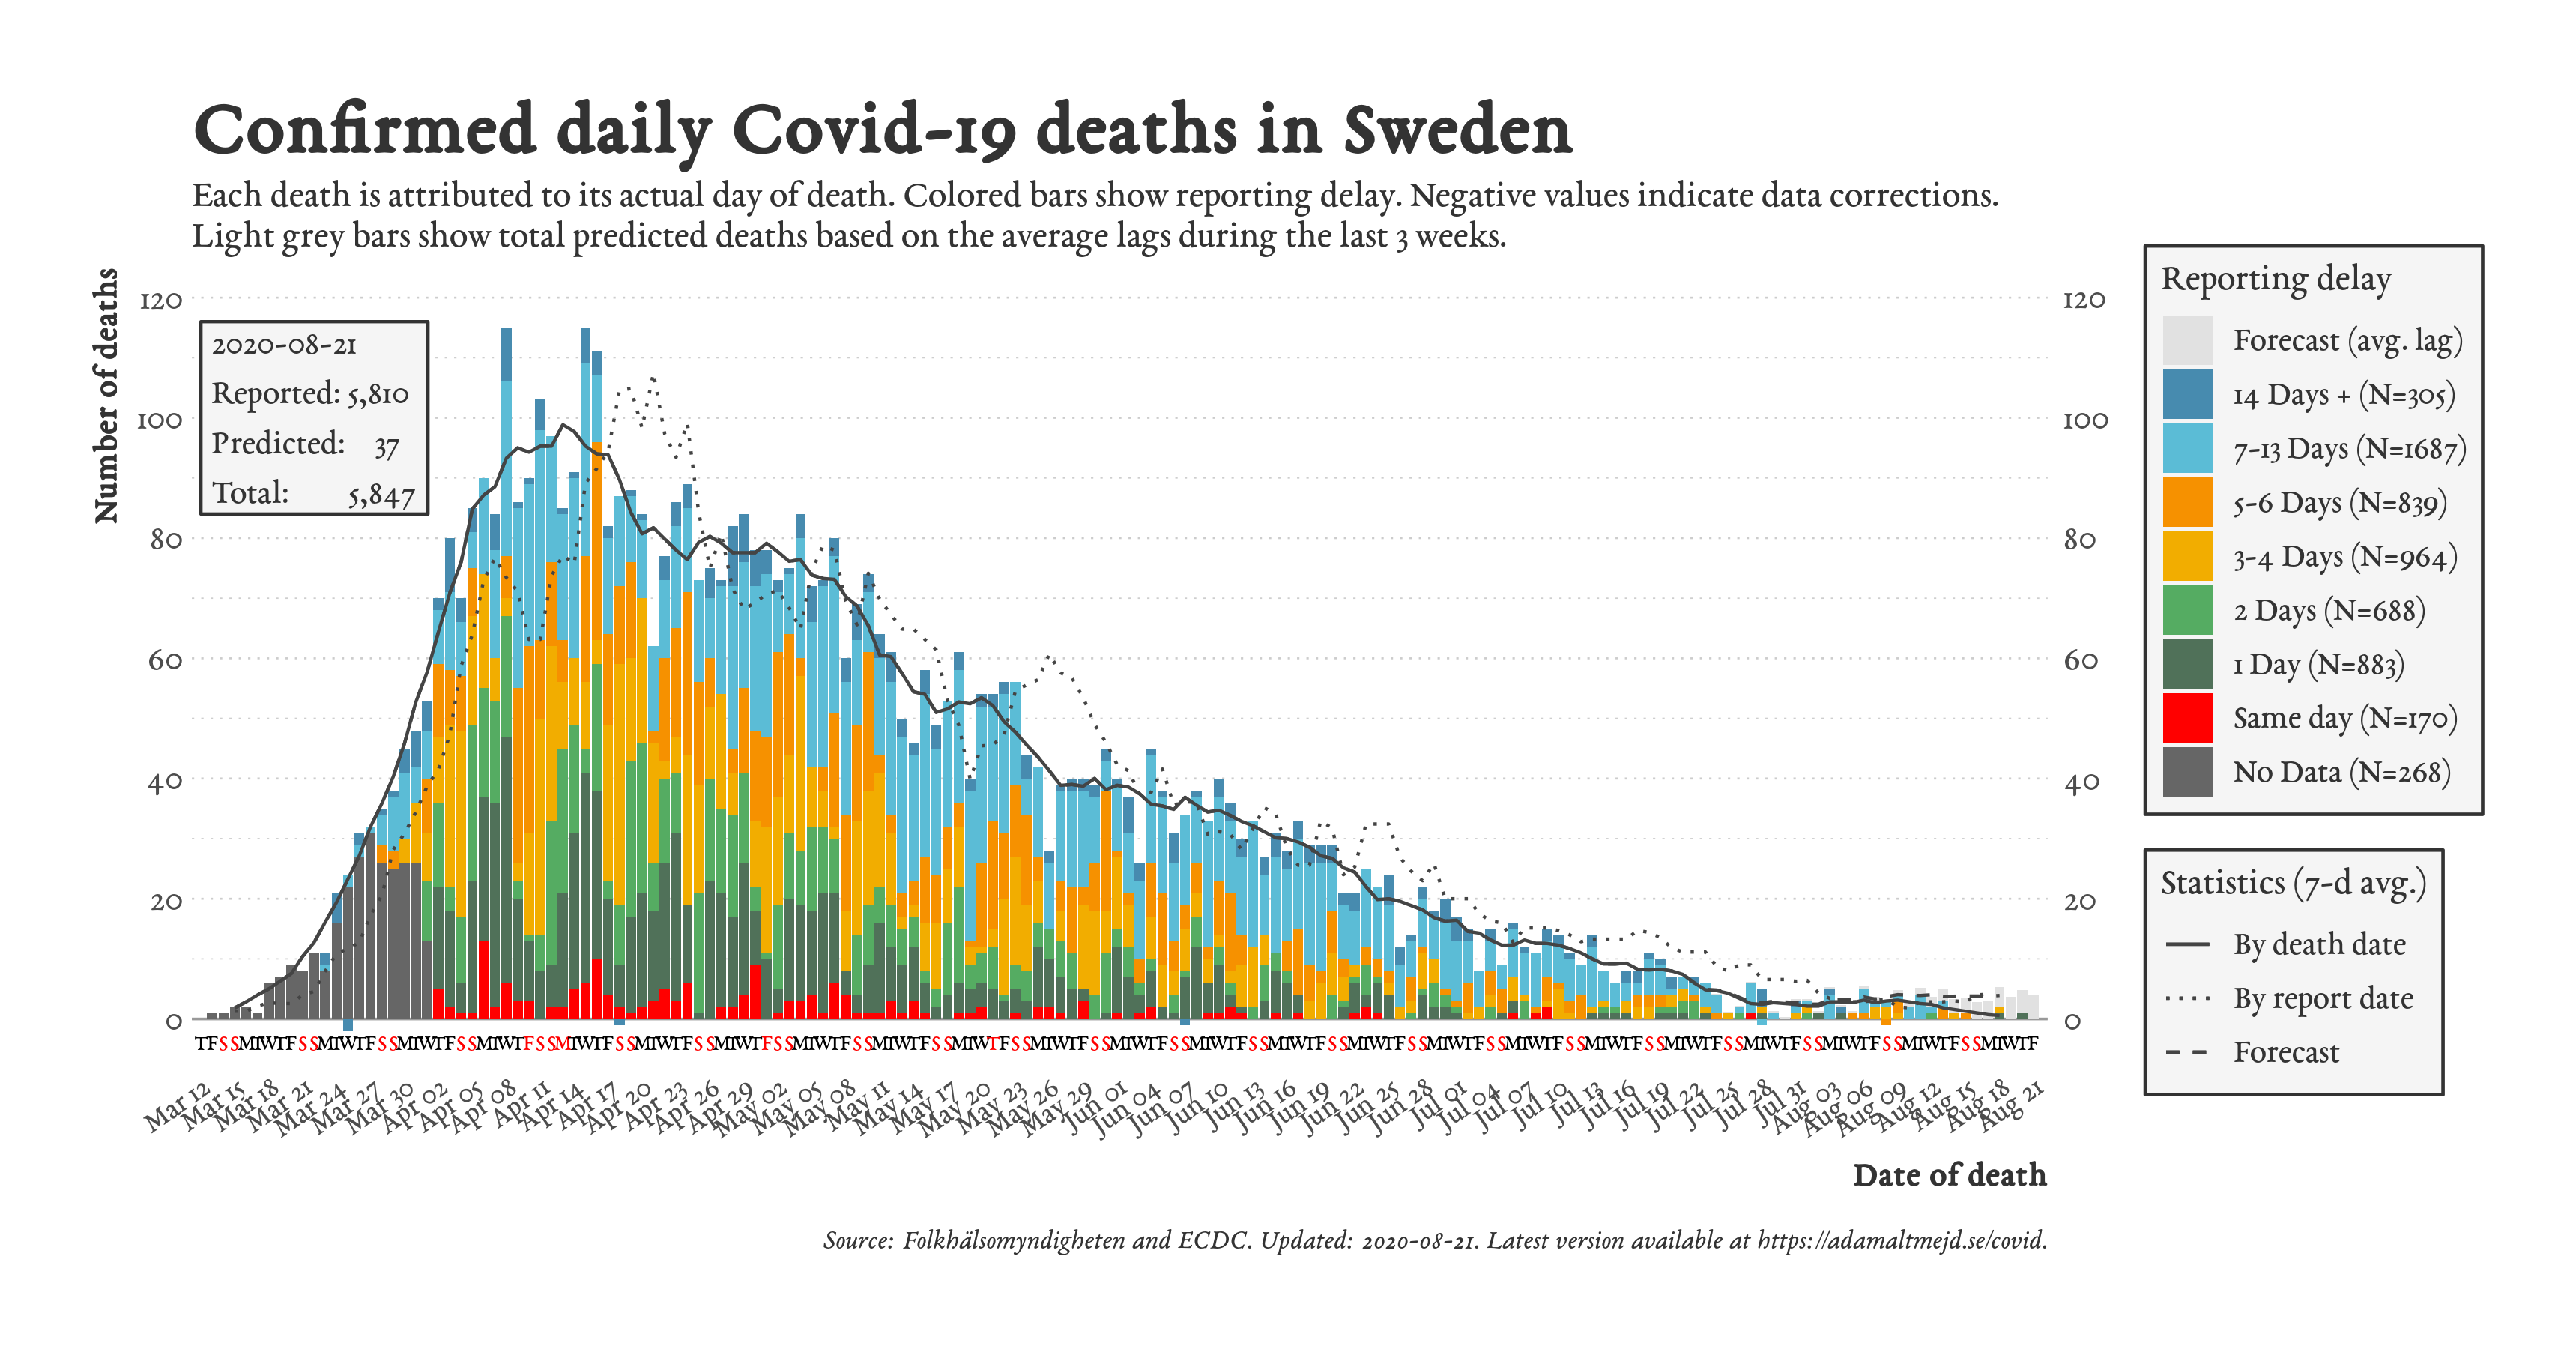 Confirmed daily Covid-19 deaths in Sweden
Each death is attributed to its actual day of death. Colored bars show reporting delay. Negative values indicate data corrections.
Light grey bars show total predicted deaths based on the average lags during the last 3 weeks.
Number of deaths
120
100
80
60
40
20
0
2020-08-21
Reported: 5,810
Predicted: 37
Total: 5,847
120
100
80
60
40
20
0
Reporting delay
Forecast (avg. lag)
14 Days + (N=305)
7-13 Days (N=1687)
5-6 Days (N=839)
3-4 Days (N=964)
2 Days (N=688)
1 Day (N=883)
Same day (N=170)
No Data (N=268)
Statistics (7-d avg.)
By death date
By report date
Forecast
Mar 12
Mar 15
Mar 18
Mar 21
Mar 24
Mar 27
Mar 30
Apr 02
Apr 05
Apr 08
Apr 11
Apr 14
Apr 17
Apr 20
Apr 23
Apr 26
Apr 29
May 02
May 05
May 08
May 11
May 14
May 17
May 20
May 23
May 26
May 29
Jun 01
Jun 04
Jun 07
Jun 10
Jun 13
Jun 16
Jun 19
Jun 22
Jun 25
Jun 28
Jul 01
Jul 04
Jul 07
Jul 10
Jul 13
Jul 16
Jul 19
Jul 22
Jul 25
Jul 28
Jul 31
Aug 03
Aug 06
Aug 09
Aug 12
Aug 15
Aug 18
Aug 21
Date of death
Source: Folkhälsomyndigheten and ECDC. Updated: 2020-08-21. Latest version available at https://adamaltmejd.se/covid.